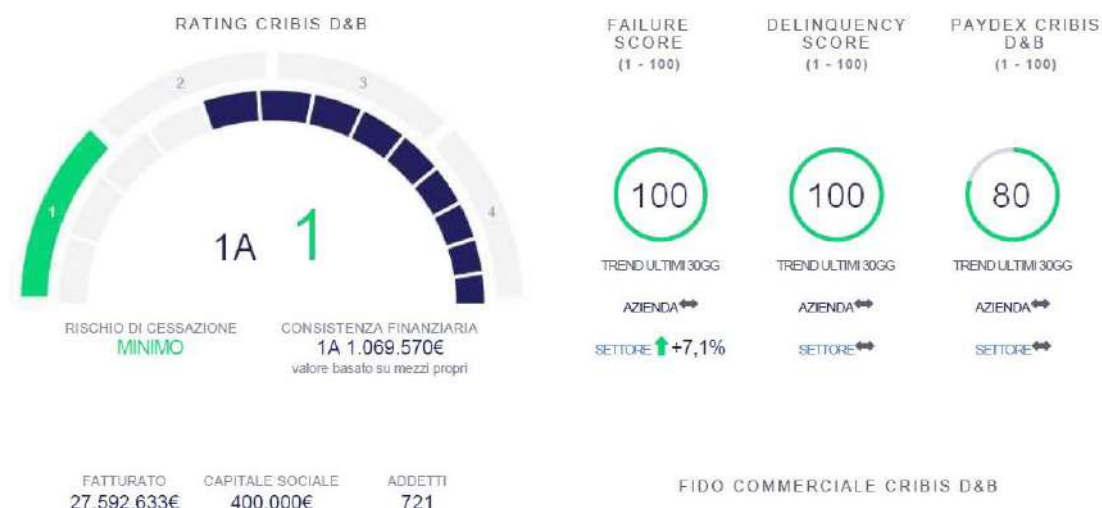 RATING CRIBIS D&B
1
2
3
4
1A 1
RISCHIO DI CESSAZIONE
MINIMO
CONSISTENZA FINANZIARIA
1A 1.069.570€
valore basato su mezzi propri
FAILURE
SCORE
(1 - 100)
100
TREND ULTIMI 30GG
AZIENDA
SETTORE +7,1%
DELINQUENCY
SCORE
(1 - 100)
100
TREND ULTIMI 30GG
AZIENDA
SETTORE
PAYDEX CRIBIS
D&B
(1 - 100)
80
TREND ULTIMI 30GG
AZIENDA
SETTORE
FATTURATO
27.592.633€
CAPITALE SOCIALE
400.000€
ADDETTI
721
FIDO COMMERCIALE CRIBIS D&B